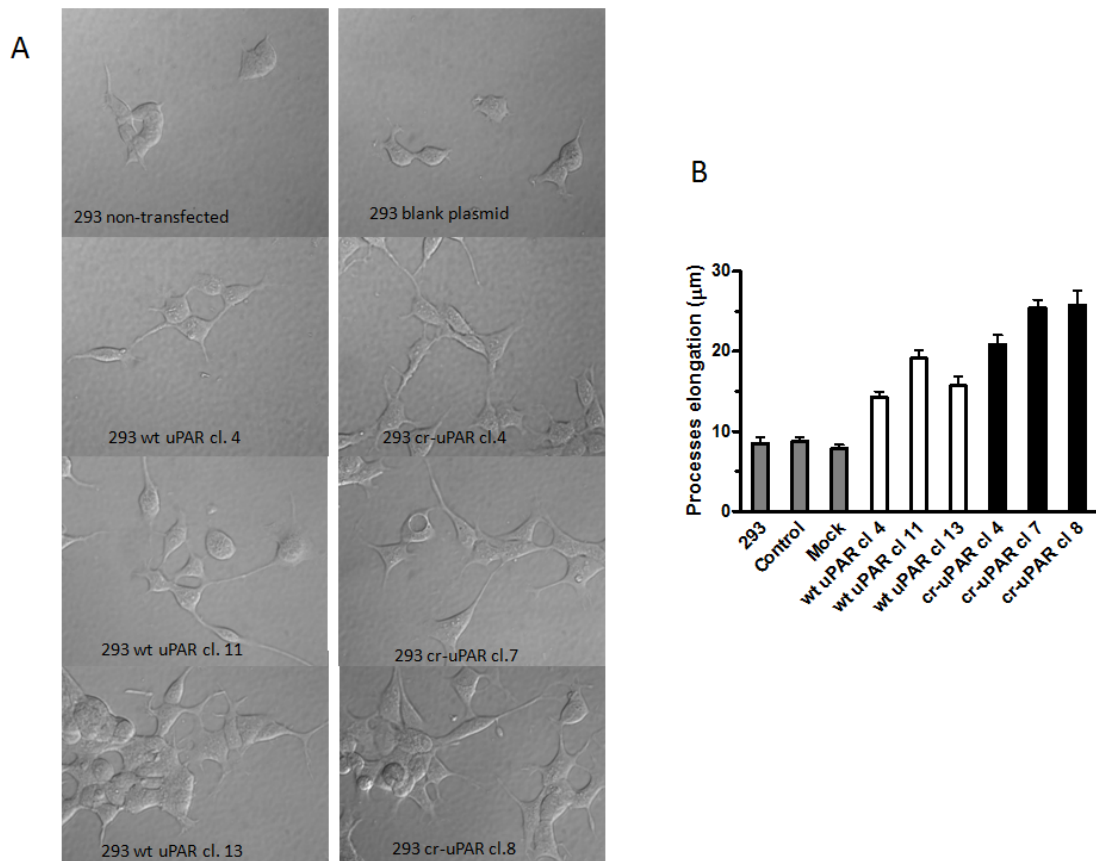 A
293 non-transfected
293 blank plasmid
293 wt uPAR cl. 4
293 cr-uPAR cl.4
293 wt uPAR cl. 11
293 cr-uPAR cl.7
293 wt uPAR cl. 13
293 cr-uPAR cl.8
B
Processes elongation (μm)
30
20
10
0
293
Control
Mock
wt uPAR cl 4
wt uPAR cl 11
wt uPAR cl 13
cr-uPAR cl 4
cr-uPAR cl 7
cr-uPAR cl 8